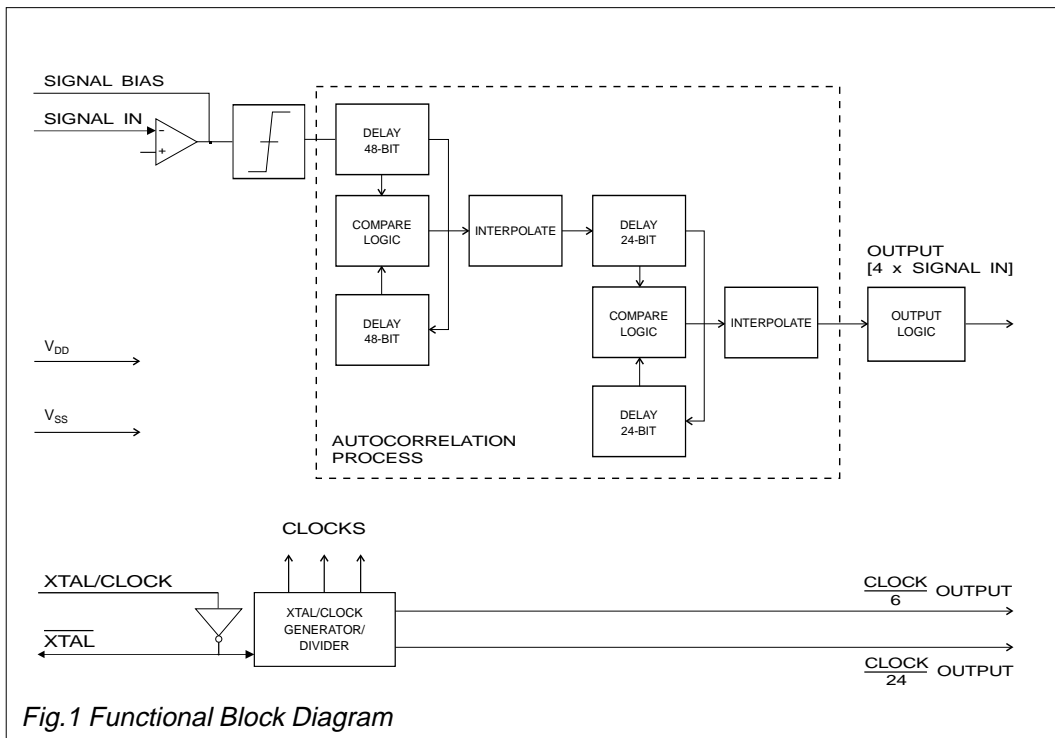 SIGNAL BIAS
SIGNAL IN
-
+
DELAY
48-BIT
COMPARE
LOGIC
DELAY
48-BIT
INTERPOLATE
DELAY
24-BIT
COMPARE
LOGIC
DELAY
24-BIT
INTERPOLATE
OUTPUT
[4 x SIGNAL IN]
OUTPUT
LOGIC
VDD
VSS
AUTOCORRELATION
PROCESS
CLOCKS
XTAL/CLOCK
XTAL
XTAL/CLOCK
GENERATOR/
DIVIDER
CLOCK
6 OUTPUT
CLOCK
24 OUTPUT
Fig.1 Functional Block Diagram